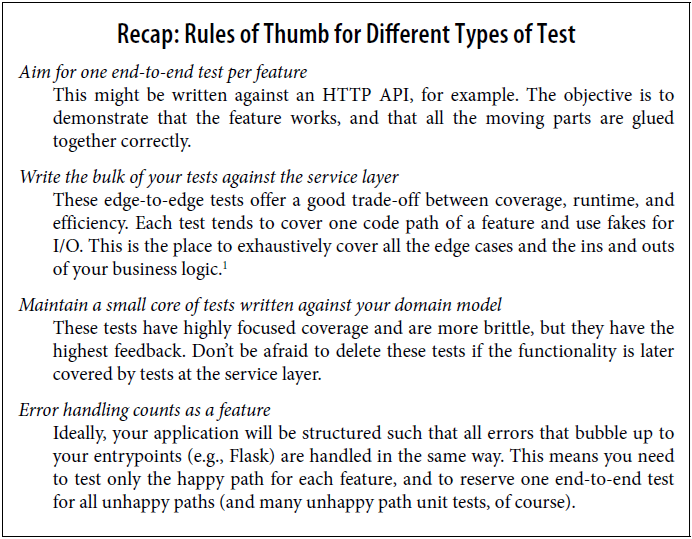 Recap: Rules of Thumb for Different Types of Test
Aim for one end-to-end test per feature
This might be written against an HTTP API, for example. The objective is to
demonstrate that the feature works, and that all the moving parts are glued
together correctly.
Write the bulk of your tests against the service layer
These edge-to-edge tests offer a good trade-off between coverage, runtime, and
efficiency. Each test tends to cover one code path of a feature and use fakes for
I/O. This is the place to exhaustively cover all the edge cases and the ins and outs
of your business logic.¹
Maintain a small core of tests written against your domain model
These tests have highly focused coverage and are more brittle, but they have the
highest feedback. Don’t be afraid to delete these tests if the functionality is later
covered by tests at the service layer.
Error handling counts as a feature
Ideally, your application will be structured such that all errors that bubble up to
your entrypoints (e.g., Flask) are handled in the same way. This means you need
to test only the happy path for each feature, and to reserve one end-to-end test
for all unhappy paths (and many unhappy path unit tests, of course).